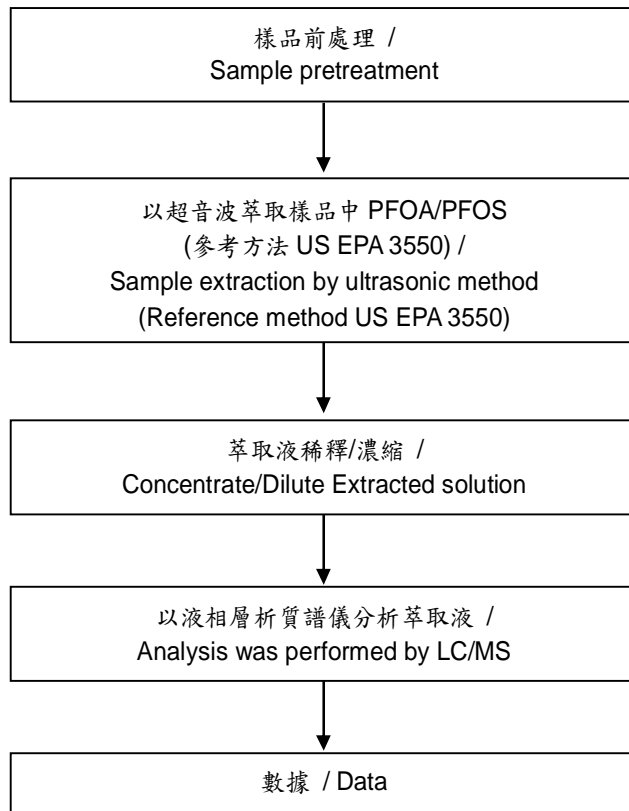 樣品前處理 /
Sample pretreatment
以超音波萃取樣品中 PFOA/PFOS
(參考方法 US EPA 3550) /
Sample extraction by ultrasonic method
(Reference method US EPA 3550)
萃取液稀釋/濃縮 /
Concentrate/Dilute Extracted solution
以液相層析質譜儀分析萃取液 /
Analysis was performed by LC/MS
數據 / Data